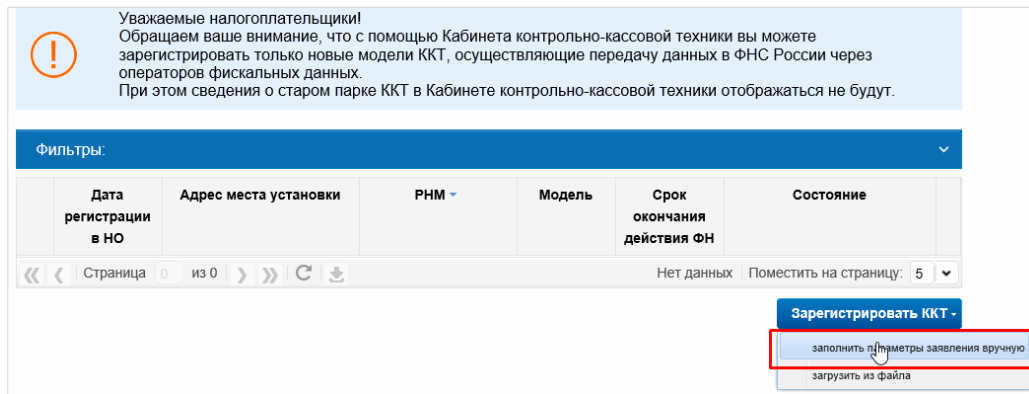 Уважаемые налогоплательщики!
Обращаем ваше внимание, что с помощью Кабинета контрольно-кассовой техники вы можете
зарегистрировать только новые модели ККТ, осуществляющие передачу данных в ФНС России через
операторов фискальных данных.
При этом сведения о старом парке ККТ в Кабинете контрольно-кассовой техники отображаться не будут.
Фильтры:
Дата регистрации в НО
Адрес места установки
РНМ
Модель
Срок окончания действия ФН
Состояние
Страница 0 из 0 Нет данных Поместить на страницу: 5
Зарегистрировать ККТ
заполнить параметры заявления вручную
загрузить из файла